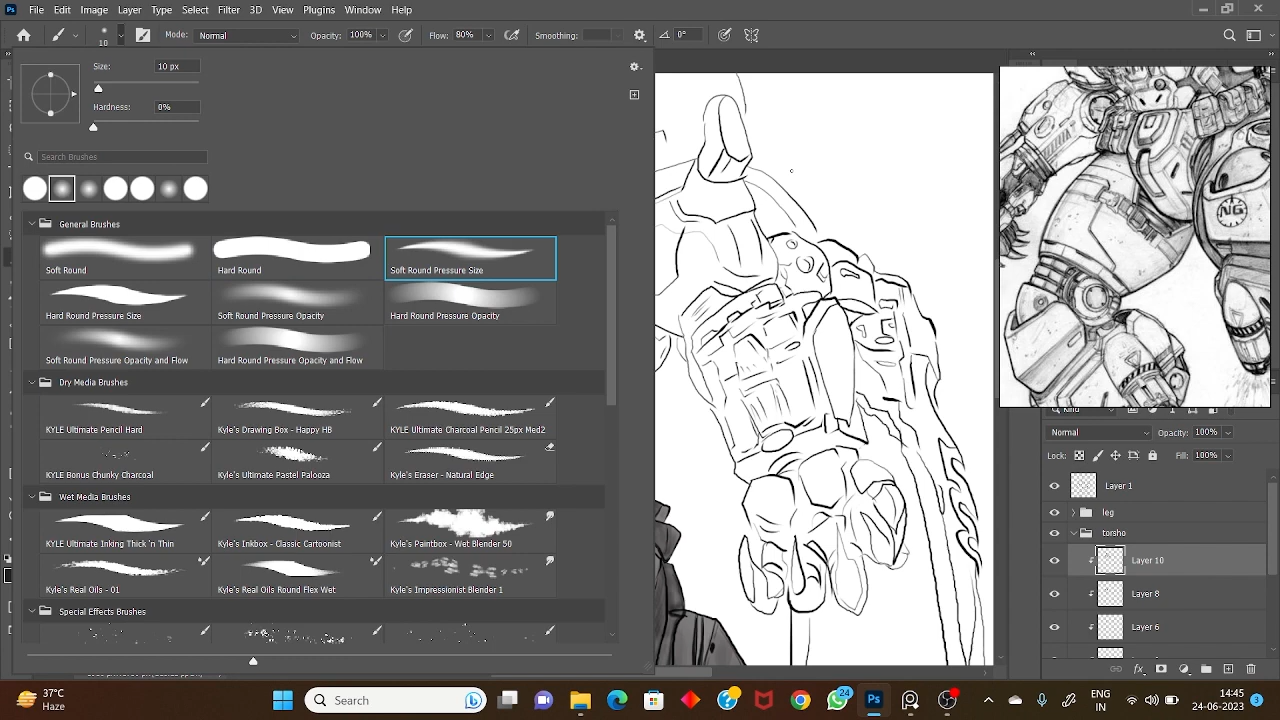 Ps File Edit Image Layer Type Select Filter 3D View Plugins Window Help
10 Mode: Normal Opacity: 100% Flow: 80% Smoothing: 0°
Size: 10 px
Hardness: 0%
Search Brushes
General Brushes
Soft Round Hard Round Soft Round Pressure Size
Hard Round Pressure Size Soft Round Pressure Opacity Hard Round Pressure Opacity
Soft Round Pressure Opacity and Flow Hard Round Pressure Opacity and Flow
Dry Media Brushes
KYLE Ultimate Pencil Hard Kyle's Drawing Box - Happy HB KYLE Ultimate Charcoal Pencil 25px Med2
KYLE Bonus Chunky Charcoal Kyle's Ultimate Pastel Palooza Kyle's Eraser - Natural Edge
Wet Media Brushes
KYLE Ultimate Inking Thick 'n Thin Kyle's Inkbox - Classic Cartoonist Kyle's Paintbox - Wet Blender 50
Kyle's Real Oils - 01 Kyle's Real Oils Round Flex Wet Kyle's Impressionist Blender 1
Special Effects Brushes
NG
Normal Opacity: 100%
Lock: Fill: 100%
Layer 1
leg
torsho
Layer 10
Layer 8
Layer 6
fx
37°C
Haze
Search
24
Ps
ENG
IN
14:45
24-06-2023
3